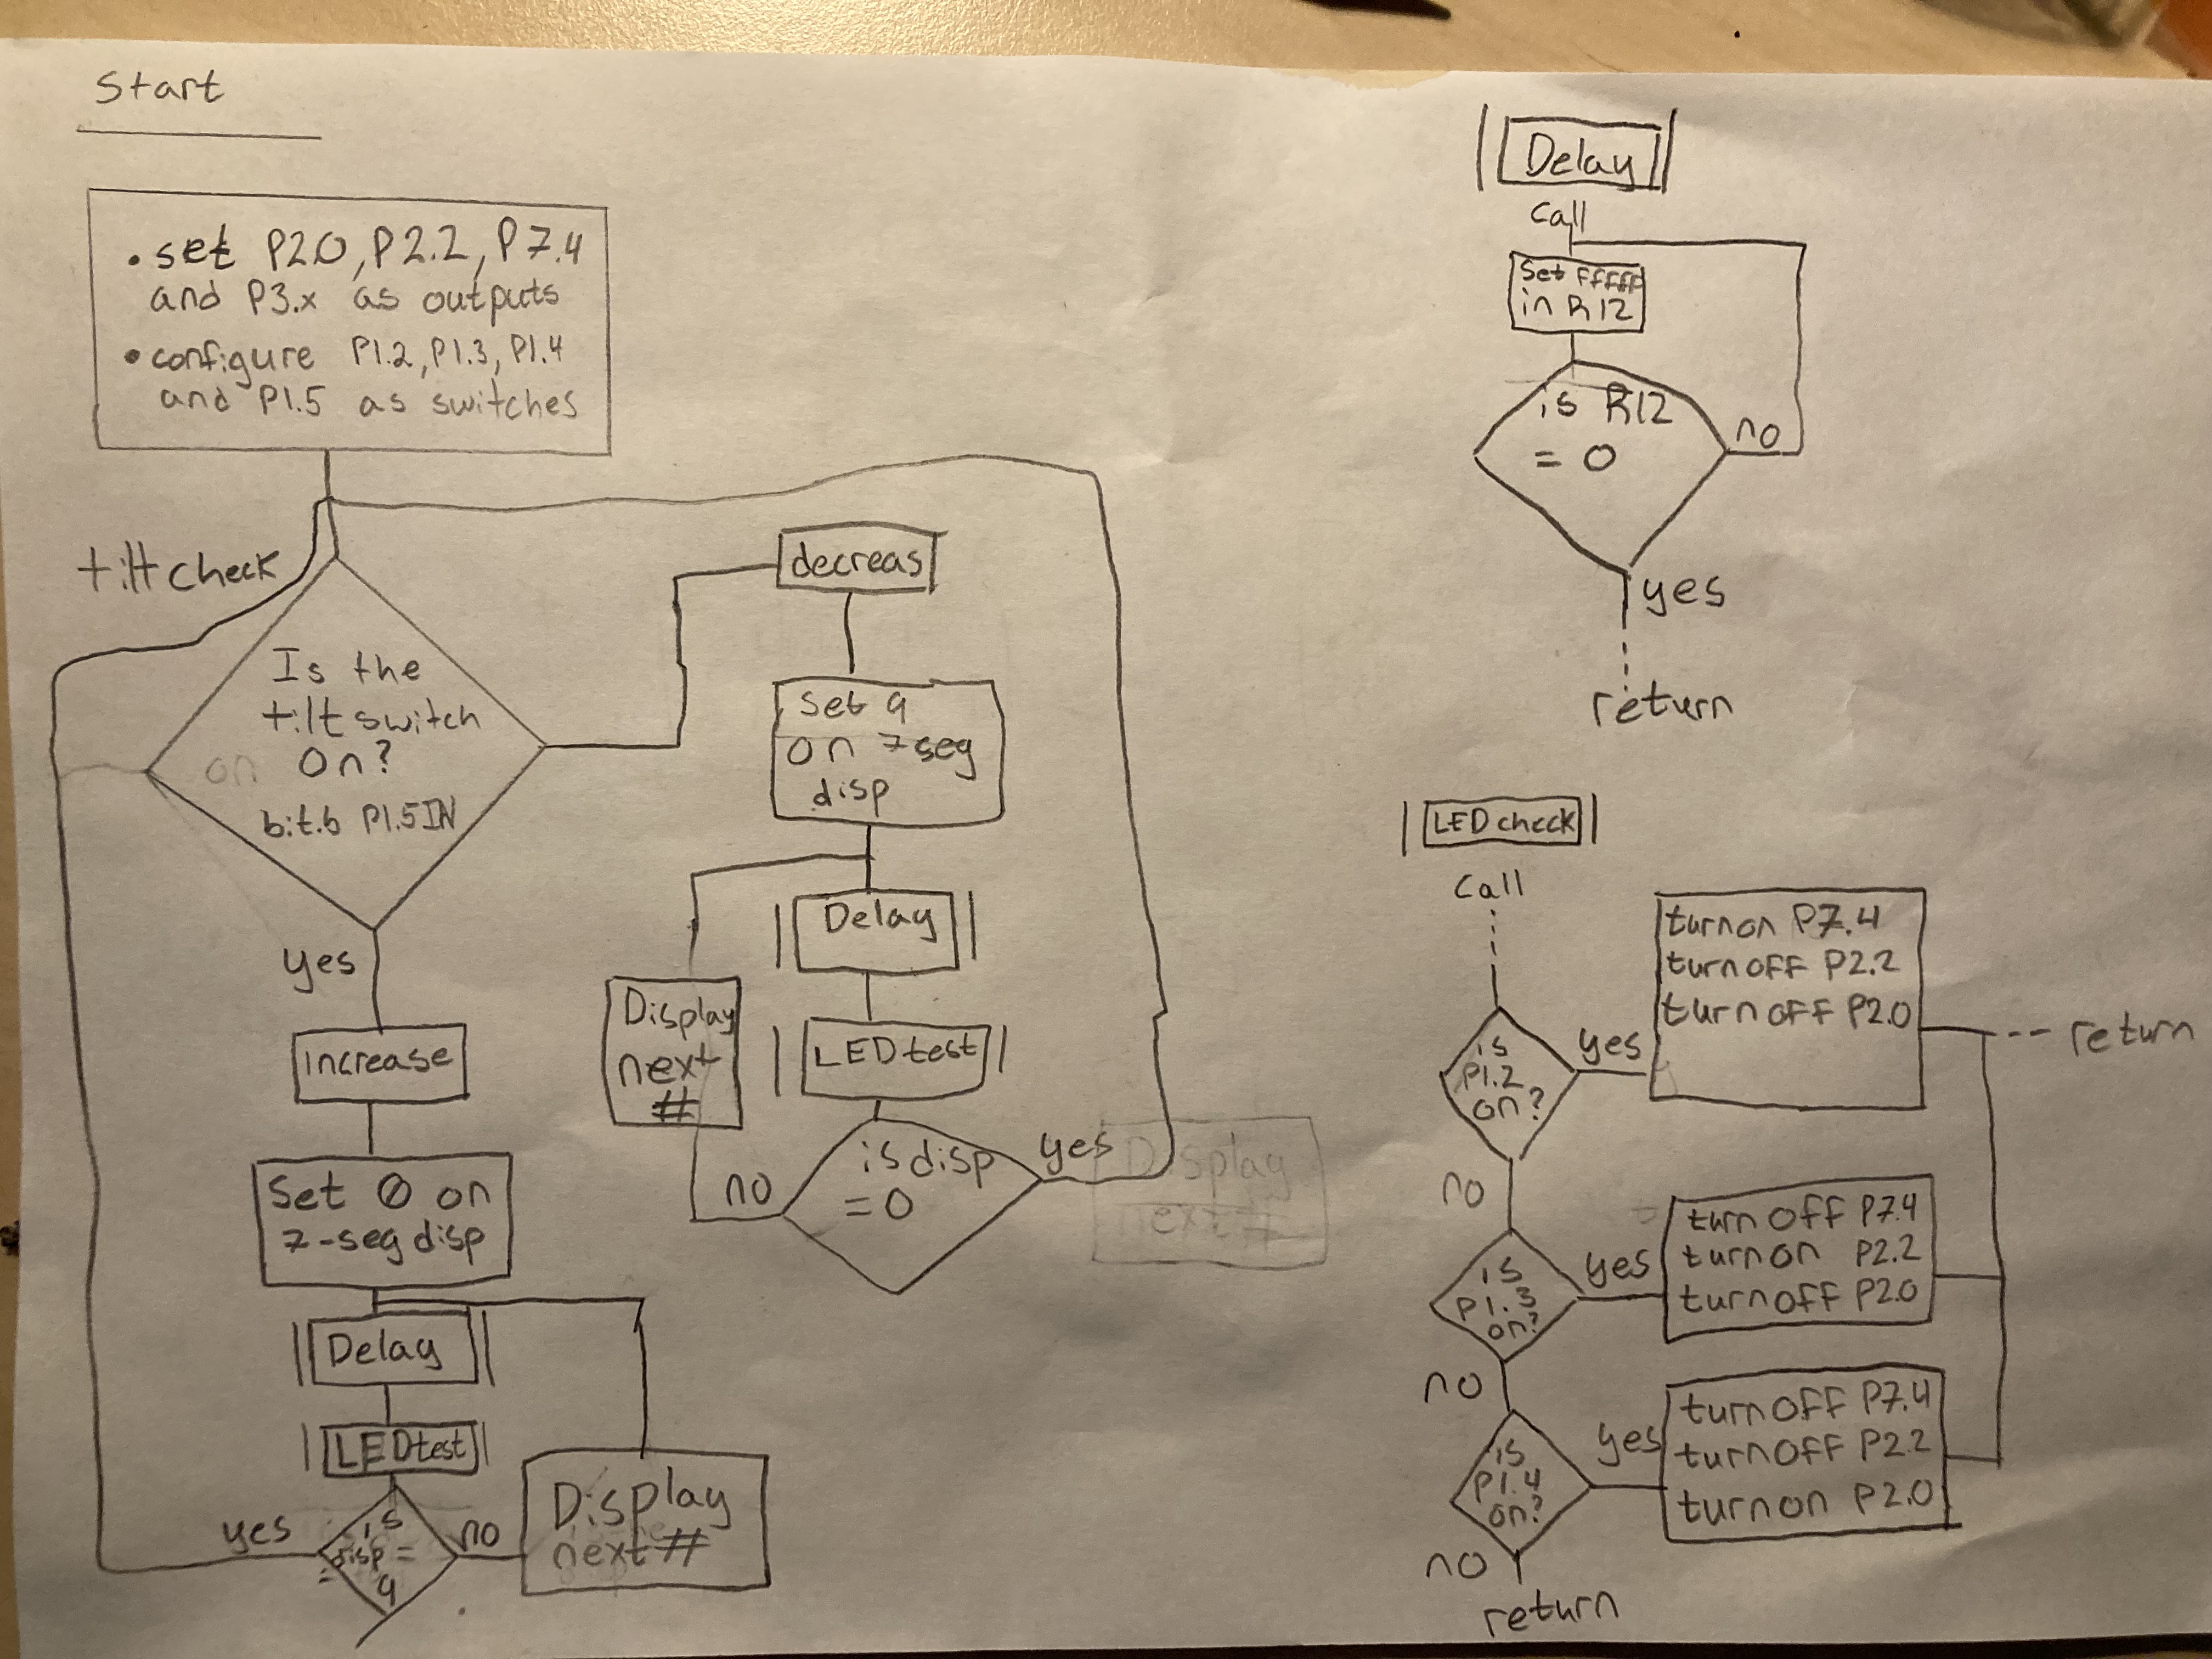 Start
• set P2.0, P2.2, P7.4
and P3.x as outputs
• configure P1.2, P1.3, P1.4
and P1.5 as switches
tilt check
Is the
tilt switch
on
On?
bit.b P1.5IN
yes
increase
Set 0 on
7-seg disp
Delay
LEDtest
is
disp =
yes
no
Display
next #
decreas
Set 9
on 7seg
disp
Delay
LEDtest
is disp
= 0
no
Display
next
#
yes
Display
next
Delay
call
set FFFFF
in R12
is R12
= 0
no
yes
return
LEDcheck
call
is
P1.2
on?
yes
turn on P7.4
turn off P2.2
turn off P2.0
return
no
is
P1.3
on?
yes
turn off P7.4
turn on P2.2
turn off P2.0
no
is
P1.4
on?
yes
turn off P7.4
turn off P2.2
turn on P2.0
no
return